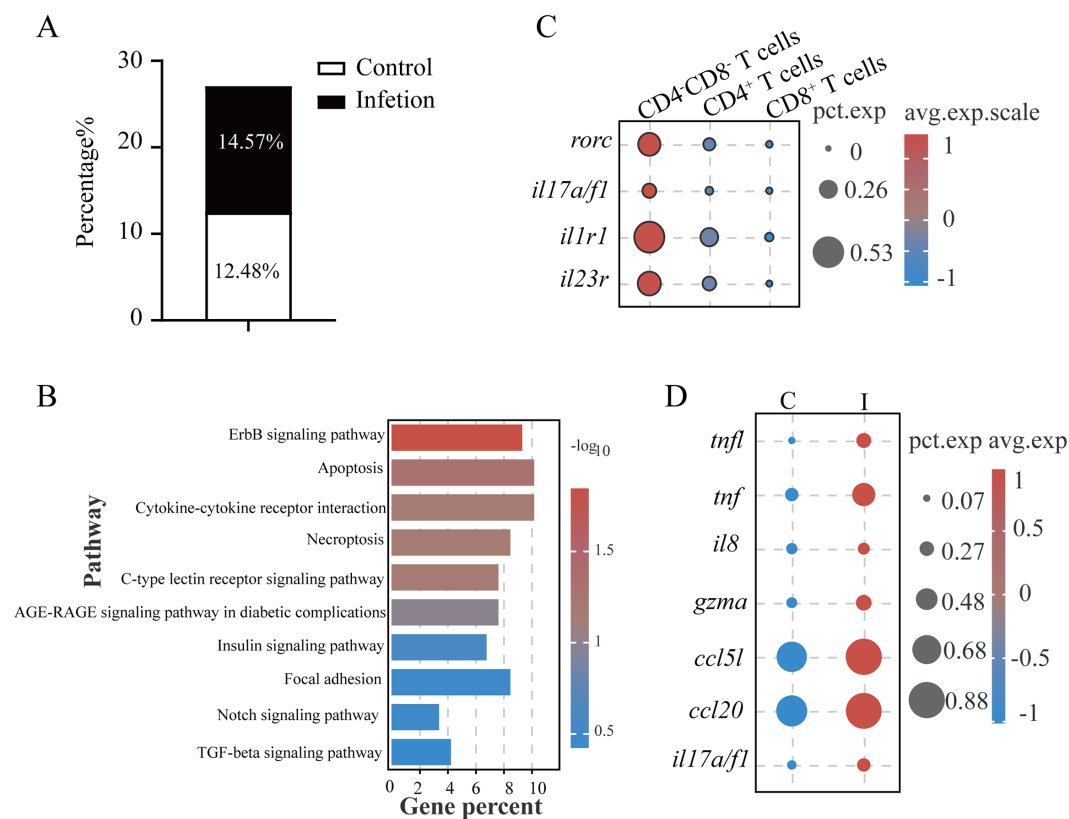 A
30
20
10
0
Percentage%
14.57%
12.48%
Control
Infetion
C
CD4-CD8- T cells
CD4+ T cells
CD8+ T cells
rorc
il17a/f1
il1r1
il23r
pct.exp
0
0.26
0.53
avg.exp.scale
1
0
-1
B
Pathway
ErbB signaling pathway
Apoptosis
Cytokine-cytokine receptor interaction
Necroptosis
C-type lectin receptor signaling pathway
AGE-RAGE signaling pathway in diabetic complications
Insulin signaling pathway
Focal adhesion
Notch signaling pathway
TGF-beta signaling pathway
0 2 4 6 8 10
Gene percent
-log10
1.5
1
0.5
D
C I
tnfl
tnf
il8
gzma
ccl5l
ccl20
il17a/f1
pct.exp
0.07
0.27
0.48
0.68
0.88
avg.exp
1
0.5
0
-0.5
-1